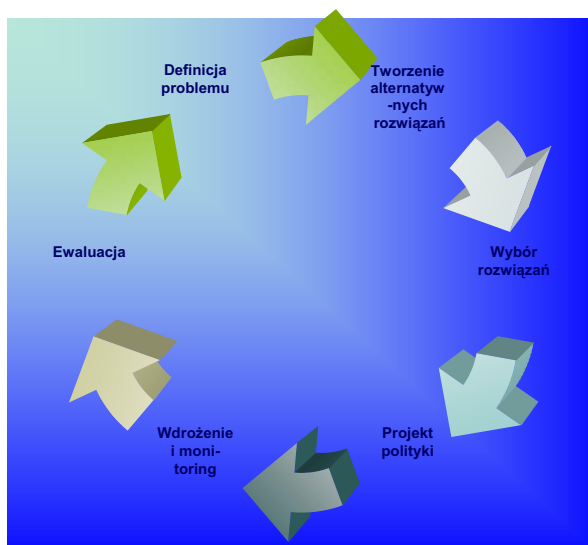 Definicja
problemu
Tworzenie
alternatyw
-nych
rozwiązań
Wybór
rozwiązań
Projekt
polityki
Wdrożenie
i moni-
toring
Ewaluacja